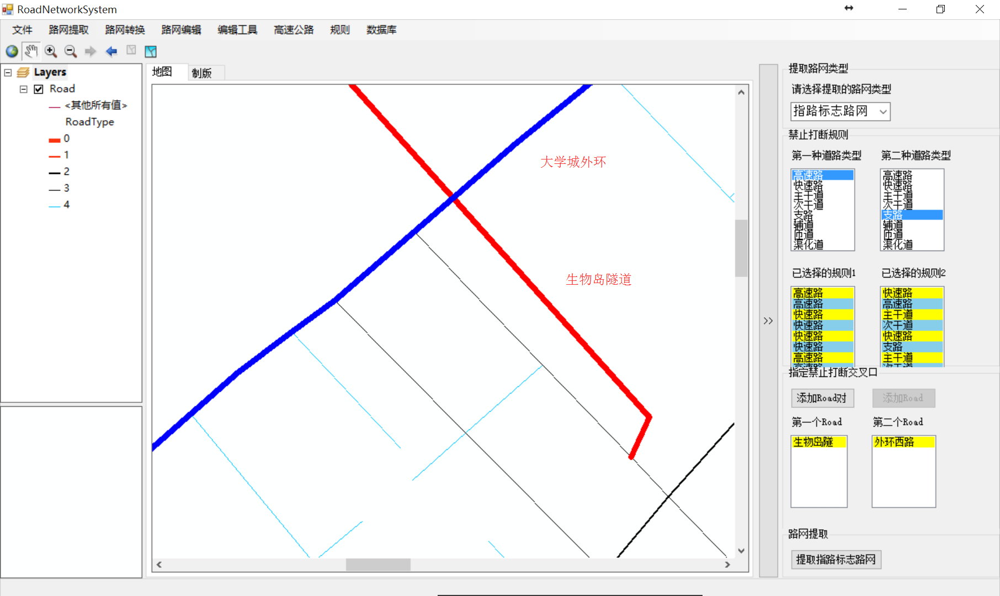 RoadNetworkSystem
文件 路网提取 路网转换 路网编辑 编辑工具 高速公路 规则 数据库
Layers
Road
<其他所有值>
RoadType
0
1
2
3
4
地图 制版
大学城外环
生物岛隧道
>>
提取路网类型
请选择提取的路网类型
指路标志路网
禁止打断规则
第一种道路类型 第二种道路类型
高速路 高速路
快速路 快速路
主干道 主干道
次干道 次干道
支路 支路
辅道 辅道
匝道 匝道
渠化道 渠化道
已选择的规则1 已选择的规则2
高速路 快速路
高速路 高速路
快速路 主干道
快速路 次干道
快速路 快速路
快速路 支路
高速路 主干道
高速路 次干道
指定禁止打断交叉口
添加Road对 添加Road
第一个Road 第二个Road
生物岛隧 外环西路
路网提取
提取指路标志路网